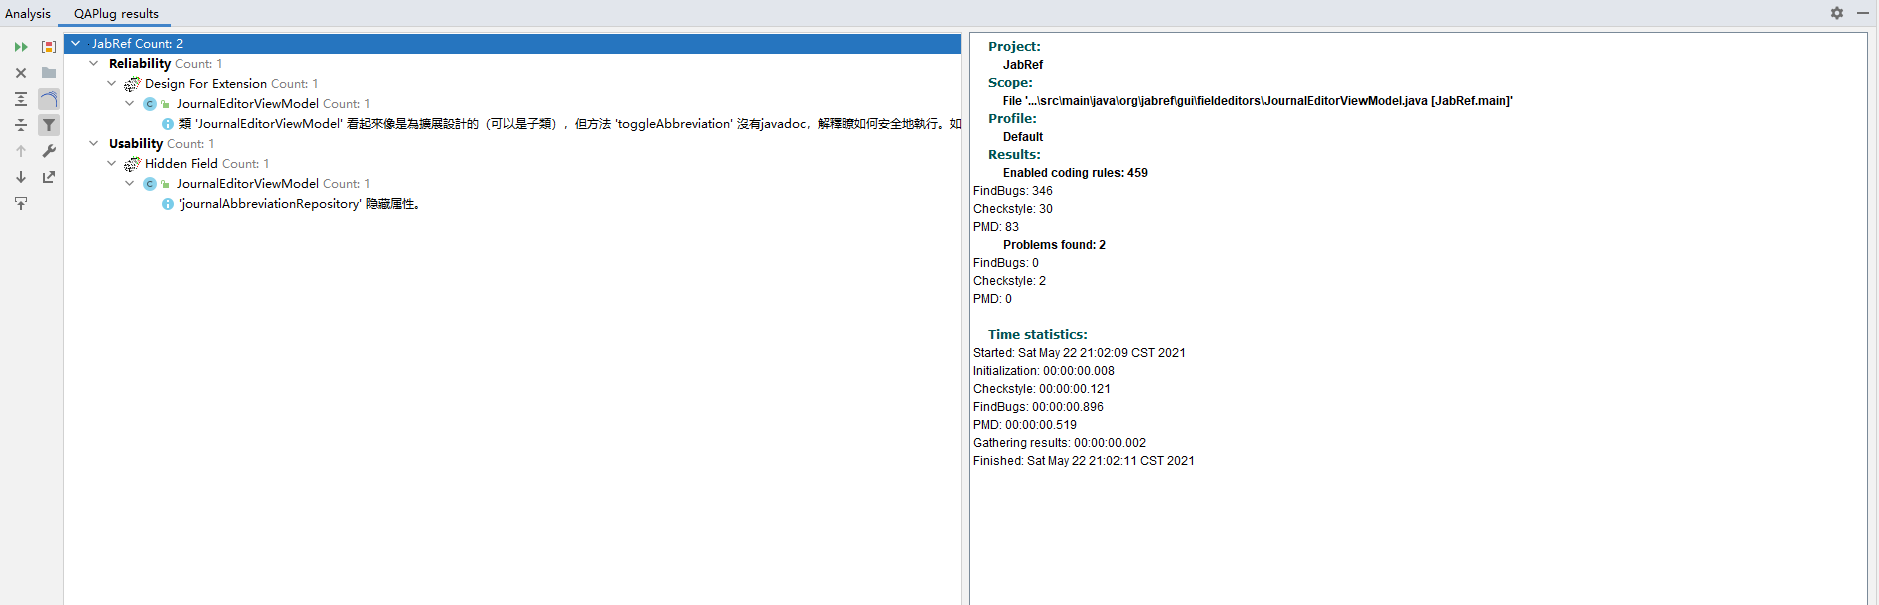 Analysis QAPlug results
JabRef Count: 2
Reliability Count: 1
Design For Extension Count: 1
JournalEditorViewModel Count: 1
類 'JournalEditorViewModel' 看起來像是為擴展設計的（可以是子類），但方法 'toggleAbbreviation' 沒有javadoc，解釋瞭如何安全地執行。如
Usability Count: 1
Hidden Field Count: 1
JournalEditorViewModel Count: 1
'journalAbbreviationRepository' 隐藏属性。
Project:
JabRef
Scope:
File '...\src\main\java\org\jabref\gui\fieldeditors\JournalEditorViewModel.java [JabRef.main]'
Profile:
Default
Results:
Enabled coding rules: 459
FindBugs: 346
Checkstyle: 30
PMD: 83
Problems found: 2
FindBugs: 0
Checkstyle: 2
PMD: 0
Time statistics:
Started: Sat May 22 21:02:09 CST 2021
Initialization: 00:00:00.008
Checkstyle: 00:00:00.121
FindBugs: 00:00:00.896
PMD: 00:00:00.519
Gathering results: 00:00:00.002
Finished: Sat May 22 21:02:11 CST 2021